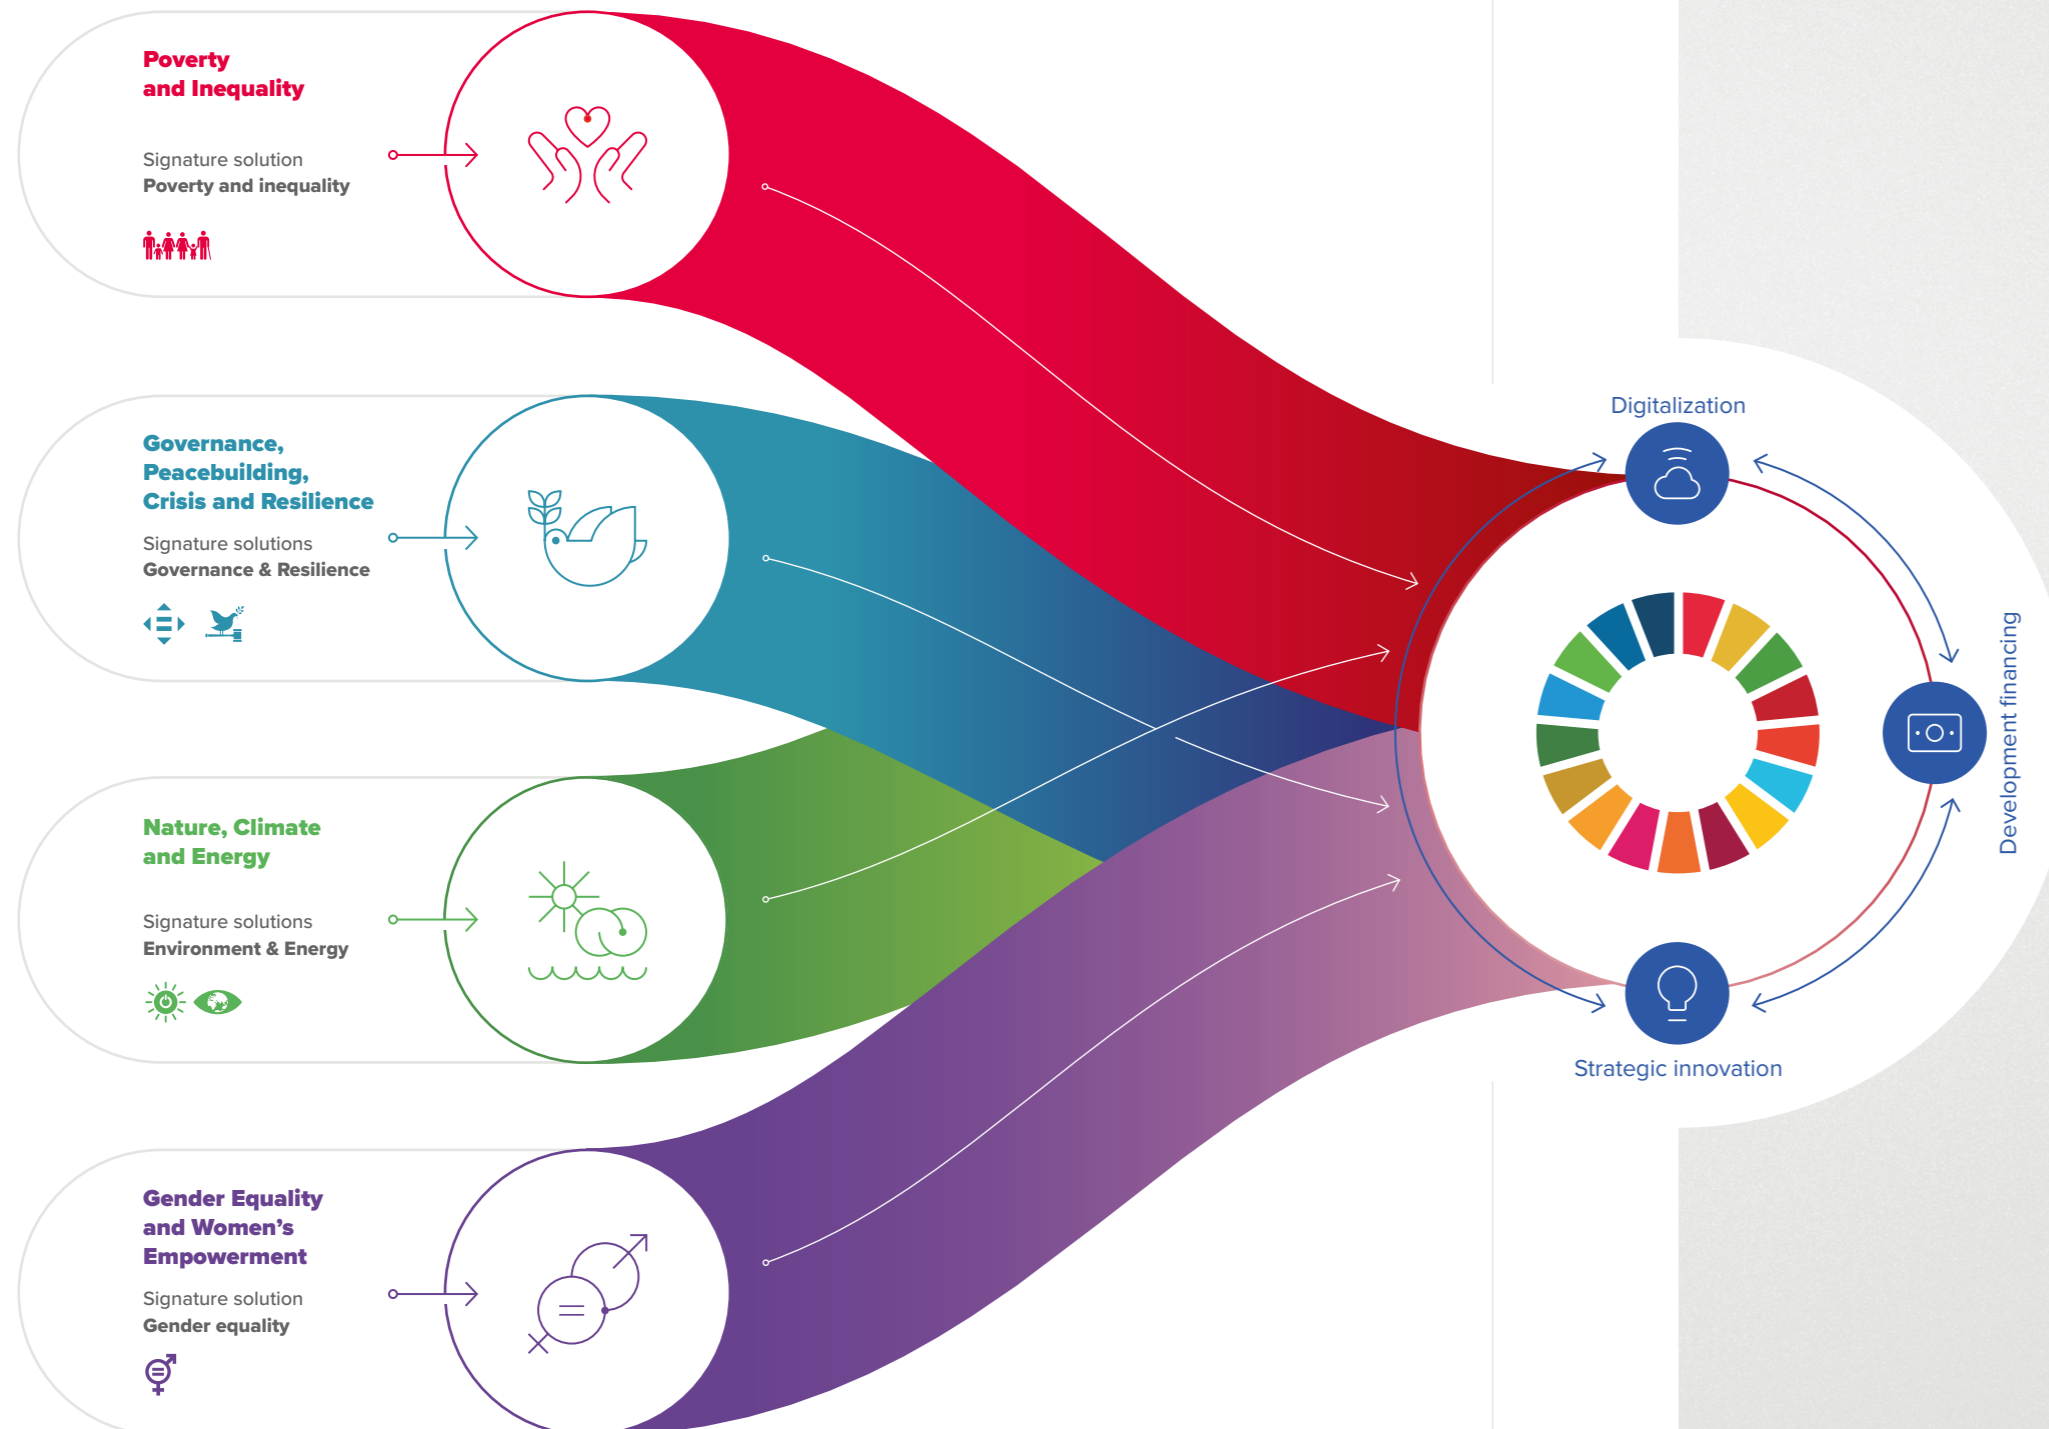 Poverty
and Inequality
Signature solution
Poverty and inequality
Governance,
Peacebuilding,
Crisis and Resilience
Signature solutions
Governance & Resilience
Nature, Climate
and Energy
Signature solutions
Environment & Energy
Gender Equality
and Women’s
Empowerment
Signature solution
Gender equality
Digitalization
Development financing
Strategic innovation